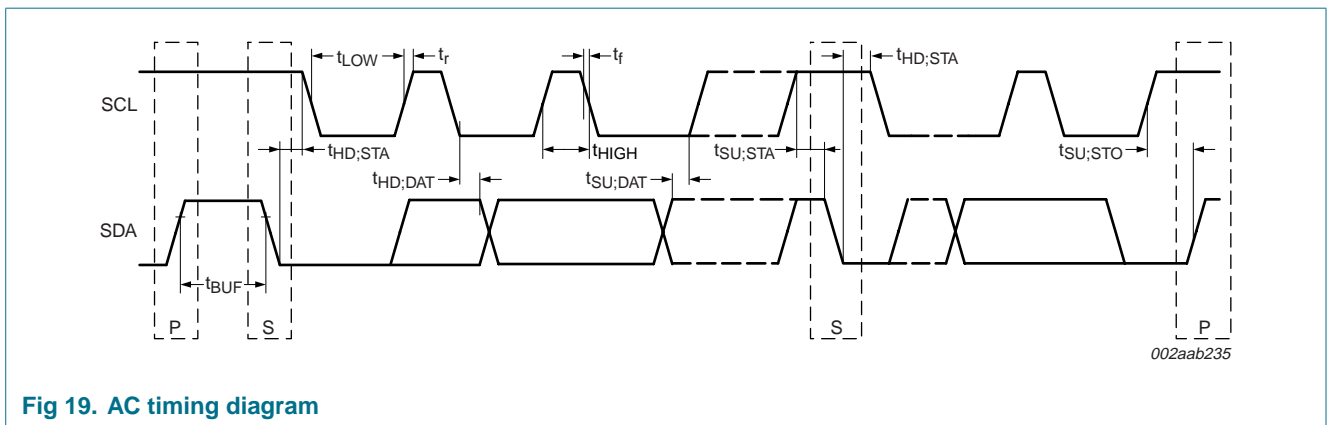 tLOW tr tf tHD;STA
SCL
tHD;STA tHIGH tSU;STA tSU;STO
tHD;DAT tSU;DAT
SDA
tBUF
P S S P
002aab235
Fig 19. AC timing diagram